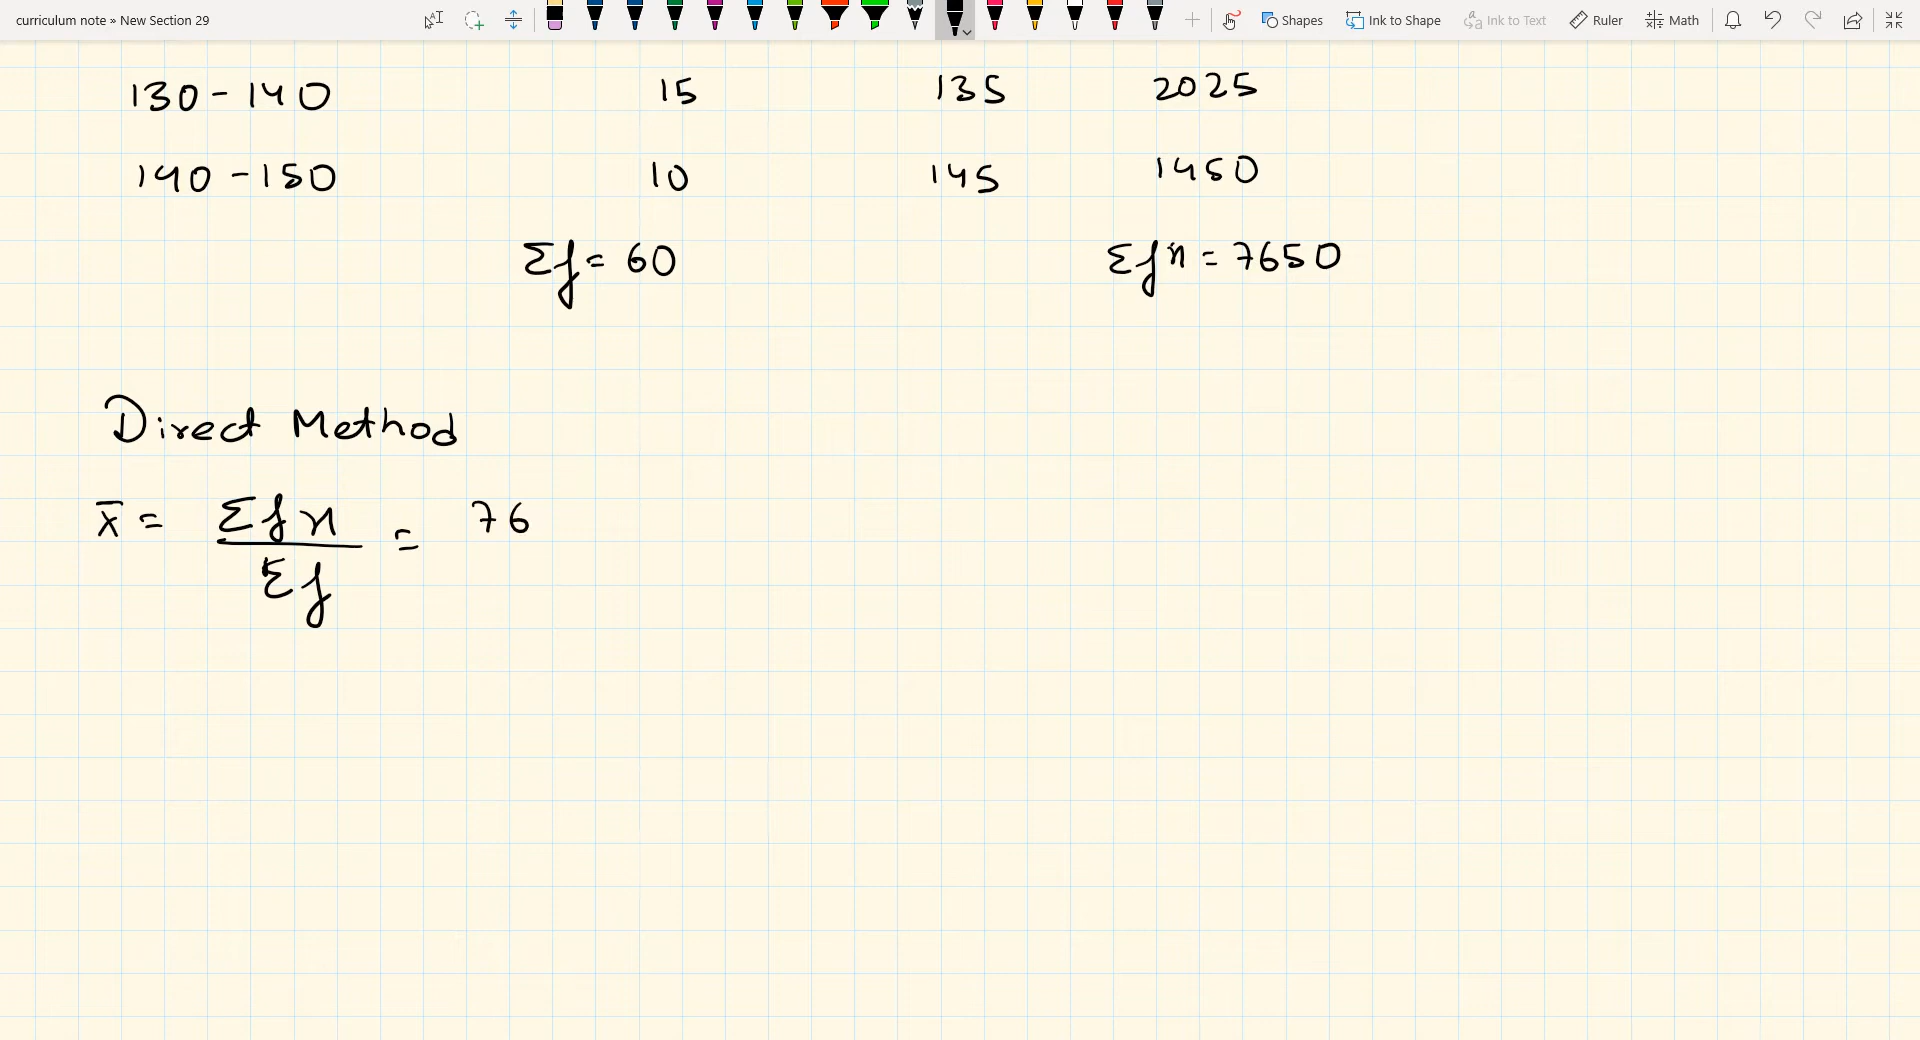 curriculum note » New Section 29 Shapes Ink to Shape Ink to Text Ruler Math
130 - 140 15 135 2025
140 - 150 10 145 1450
Σf = 60 Σfx = 7650
Direct Method
x̄ = Σfx / Σf = 76